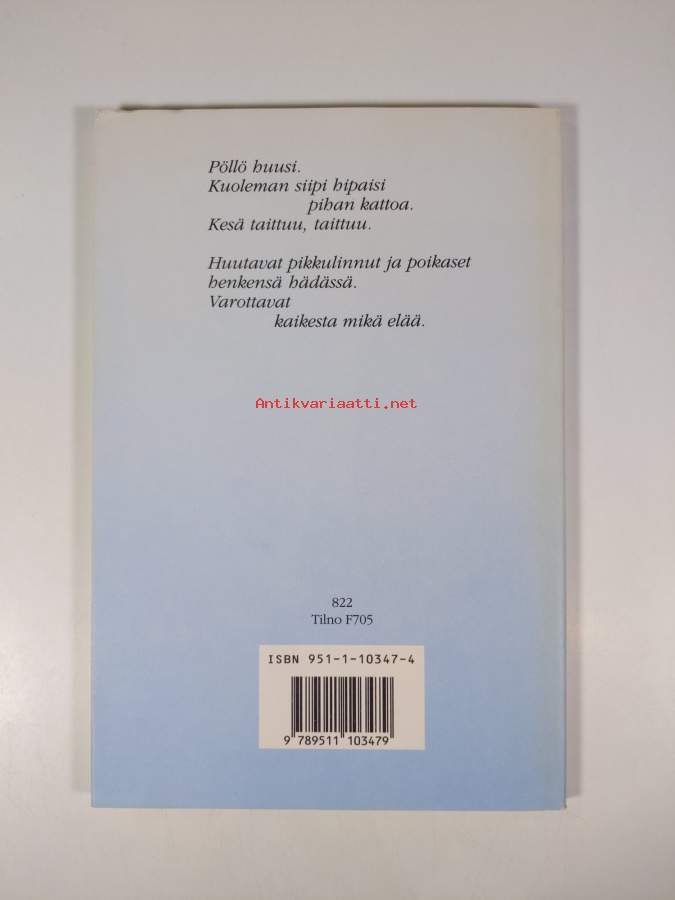 Pöllö huusi.
Kuoleman siipi hipaisi
pihan kattoa.
Kesä taittuu, taittuu.
Huutavat pikkulinnut ja poikaset
henkensä hädässä.
Varottavat
kaikesta mikä elää.
Antikvariaatti.net
822
Tilno F705
ISBN 951-1-10347-4
9 789511 103479